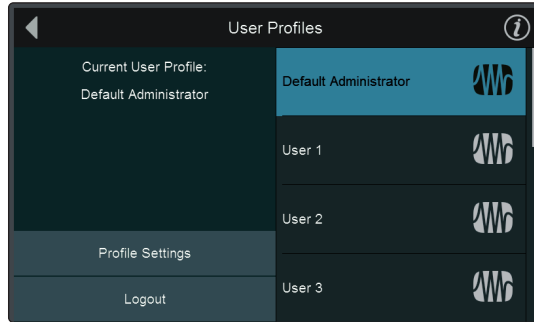 User Profiles
Current User Profile:
Default Administrator
Profile Settings
Logout
Default Administrator
User 1
User 2
User 3